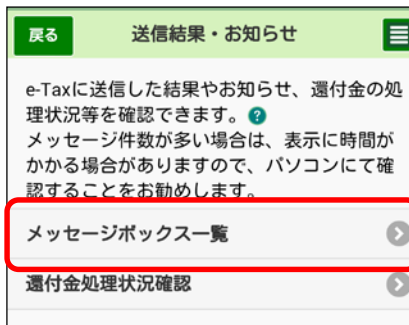 戻る 送信結果・お知らせ
e-Taxに送信した結果やお知らせ、還付金の処
理状況等を確認できます。?
メッセージ件数が多い場合は、表示に時間が
かかる場合がありますので、パソコンにて確
認することをお勧めします。
メッセージボックス一覧
還付金処理状況確認